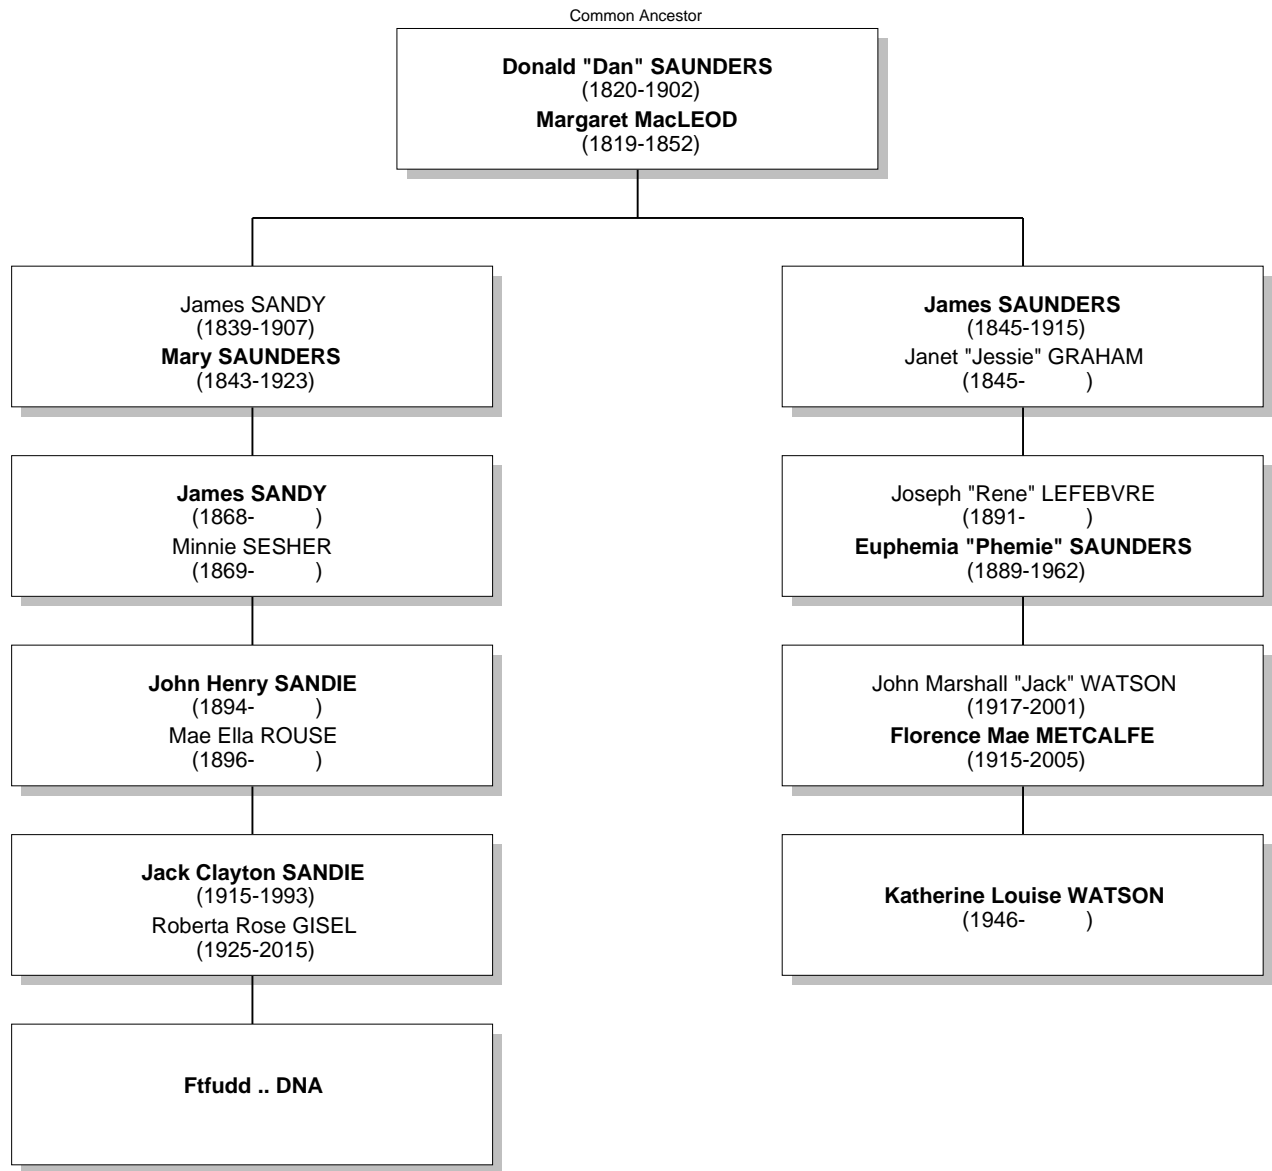 Common Ancestor
Donald "Dan" SAUNDERS
(1820-1902)
Margaret MacLEOD
(1819-1852)
James SANDY
(1839-1907)
Mary SAUNDERS
(1843-1923)
James SAUNDERS
(1845-1915)
Janet "Jessie" GRAHAM
(1845- )
James SANDY
(1868- )
Minnie SESHER
(1869- )
Joseph "Rene" LEFEBVRE
(1891- )
Euphemia "Phemie" SAUNDERS
(1889-1962)
John Henry SANDIE
(1894- )
Mae Ella ROUSE
(1896- )
John Marshall "Jack" WATSON
(1917-2001)
Florence Mae METCALFE
(1915-2005)
Jack Clayton SANDIE
(1915-1993)
Roberta Rose GISEL
(1925-2015)
Katherine Louise WATSON
(1946- )
Ftfudd .. DNA